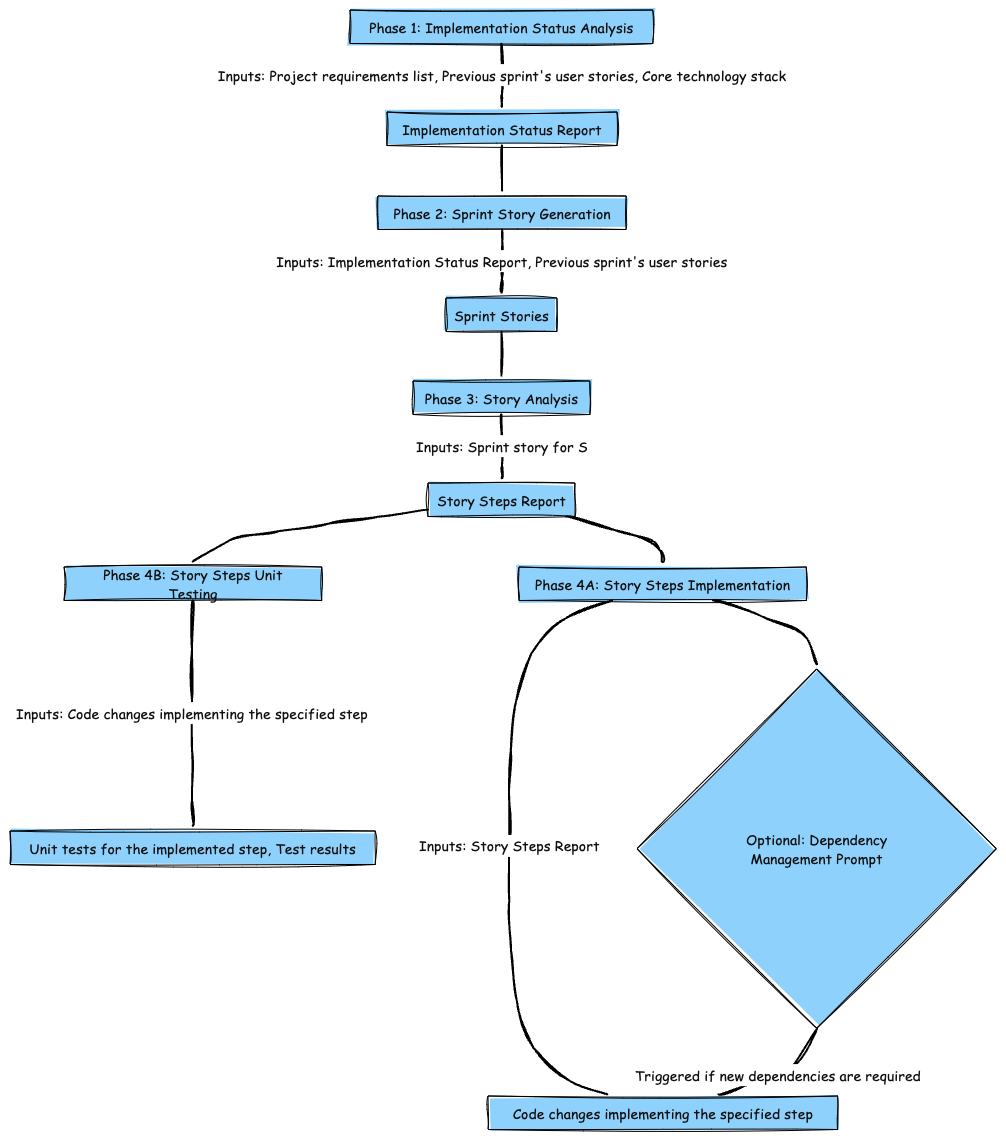 Phase 1: Implementation Status Analysis
Inputs: Project requirements list, Previous sprint's user stories, Core technology stack
Implementation Status Report
Phase 2: Sprint Story Generation
Inputs: Implementation Status Report, Previous sprint's user stories
Sprint Stories
Phase 3: Story Analysis
Inputs: Sprint story for S
Story Steps Report
Phase 4B: Story Steps Unit
Testing
Phase 4A: Story Steps Implementation
Inputs: Code changes implementing the specified step
Unit tests for the implemented step, Test results
Inputs: Story Steps Report
Optional: Dependency
Management Prompt
Triggered if new dependencies are required
Code changes implementing the specified step